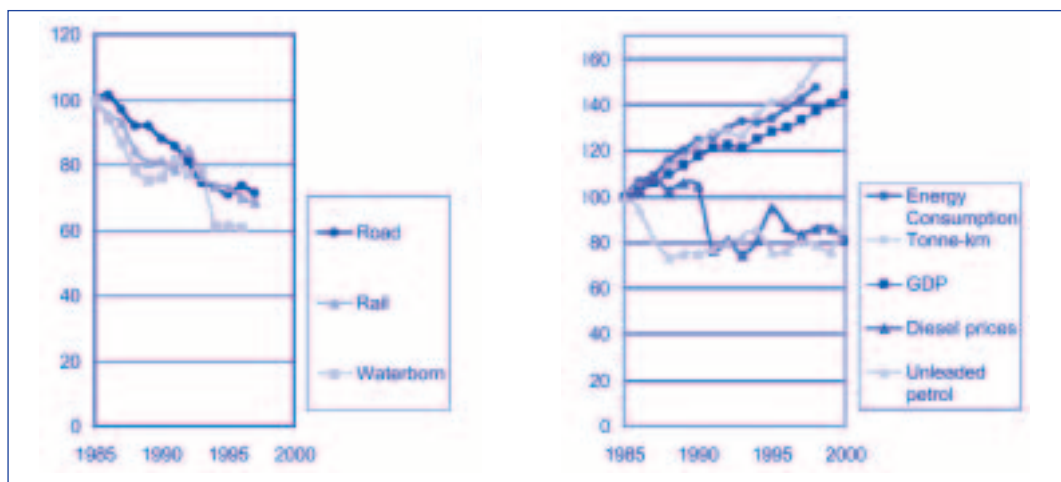 120
100
80
60
40
20
0
1985 1990 1995 2000
Road
Rail
Waterborn
160
140
120
100
80
60
40
20
0
1985 1990 1995 2000
Energy
Consumption
Tonne-km
GDP
Diesel prices
Unleaded
petrol